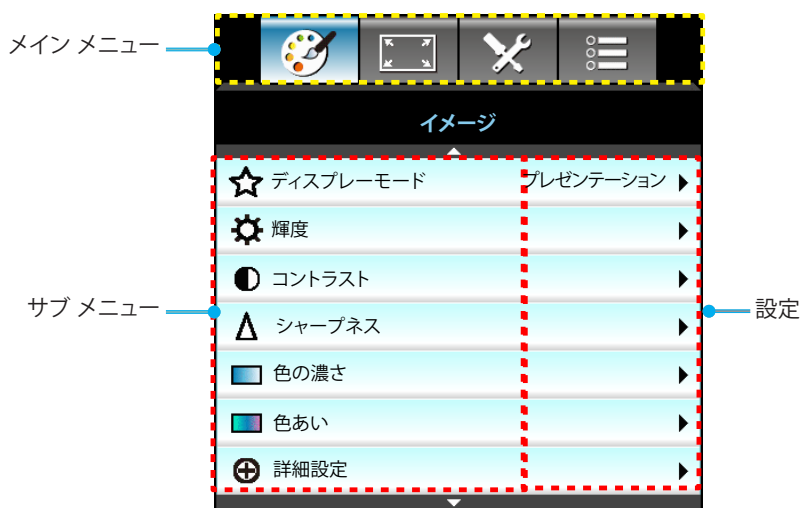 メイン メニュー
イメージ
ディスプレーモード プレゼンテーション
輝度
コントラスト
サブ メニュー
設定
シャープネス
色の濃さ
色あい
詳細設定